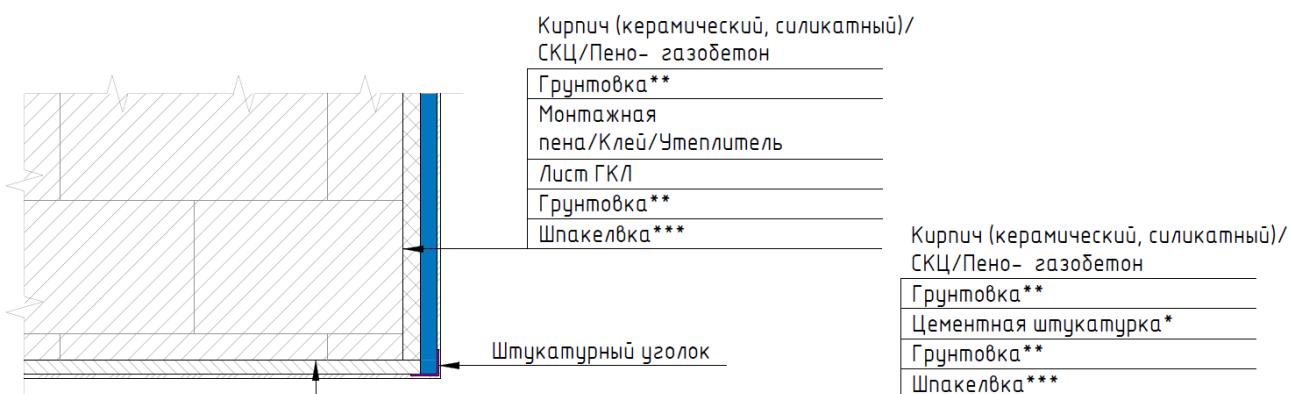 Кирпич (керамический, силикатный)/
СКЦ/Пено- газобетон
Грунтовка**
Монтажная
пена/Клей/Утеплитель
Лист ГКЛ
Грунтовка**
Шпакелвка***
Штукатурный уголок
Кирпич (керамический, силикатный)/
СКЦ/Пено- газобетон
Грунтовка**
Цементная штукатурка*
Грунтовка**
Шпакелвка***